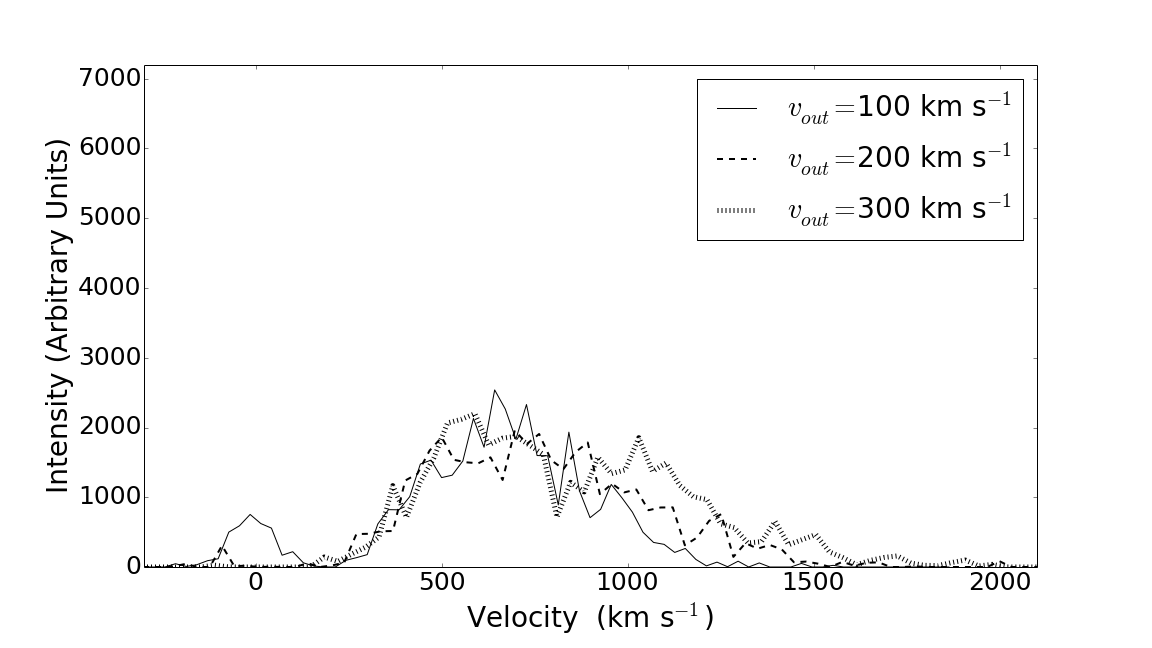 7000
6000
5000
4000
3000
2000
1000
0
Intensity (Arbitrary Units)
v_out=100 km s⁻¹
v_out=200 km s⁻¹
v_out=300 km s⁻¹
0 500 1000 1500 2000
Velocity (km s⁻¹)